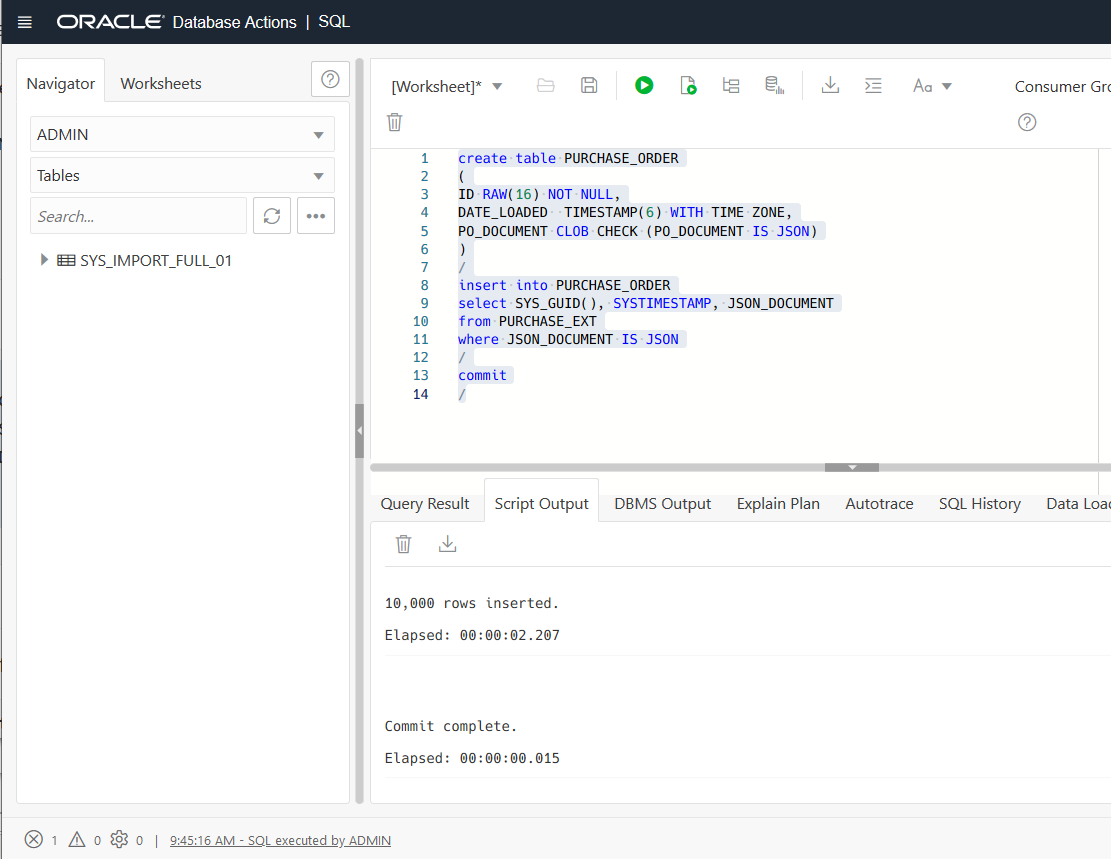 ORACLE Database Actions | SQL
Navigator
Worksheets
ADMIN
Tables
Search...
SYS_IMPORT_FULL_01
[Worksheet]*
Aa
Consumer Gro
1 create table PURCHASE_ORDER
2 (
3 ID RAW(16) NOT NULL,
4 DATE_LOADED  TIMESTAMP(6) WITH TIME ZONE,
5 PO_DOCUMENT CLOB CHECK (PO_DOCUMENT IS JSON)
6 )
7 /
8 insert into PURCHASE_ORDER
9 select SYS_GUID(), SYSTIMESTAMP, JSON_DOCUMENT
10 from PURCHASE_EXT
11 where JSON_DOCUMENT IS JSON
12 /
13 commit
14 /
Query Result
Script Output
DBMS Output
Explain Plan
Autotrace
SQL History
Data Load
10,000 rows inserted.
Elapsed: 00:00:02.207
Commit complete.
Elapsed: 00:00:00.015
1 0 0 | 9:45:16 AM - SQL executed by ADMIN